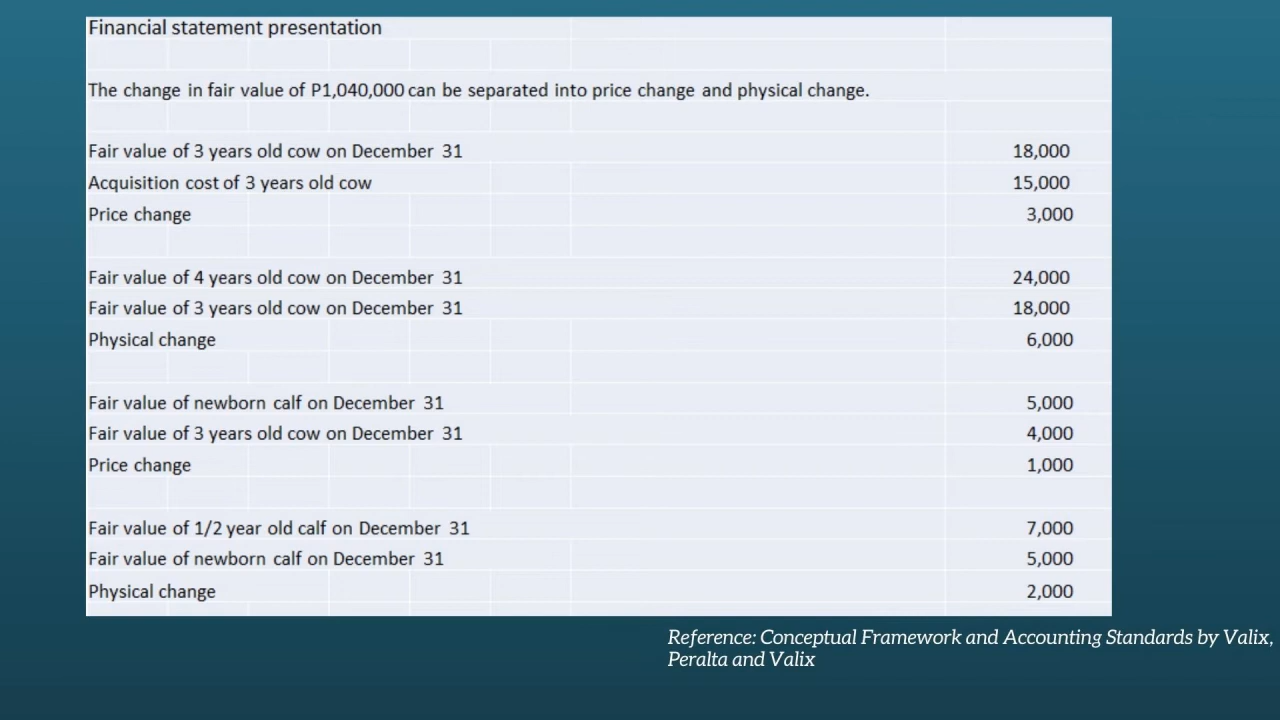 Financial statement presentation
The change in fair value of P1,040,000 can be separated into price change and physical change.
Fair value of 3 years old cow on December 31 18,000
Acquisition cost of 3 years old cow 15,000
Price change 3,000
Fair value of 4 years old cow on December 31 24,000
Fair value of 3 years old cow on December 31 18,000
Physical change 6,000
Fair value of newborn calf on December 31 5,000
Fair value of 3 years old cow on December 31 4,000
Price change 1,000
Fair value of 1/2 year old calf on December 31 7,000
Fair value of newborn calf on December 31 5,000
Physical change 2,000
Reference: Conceptual Framework and Accounting Standards by Valix,
Peralta and Valix